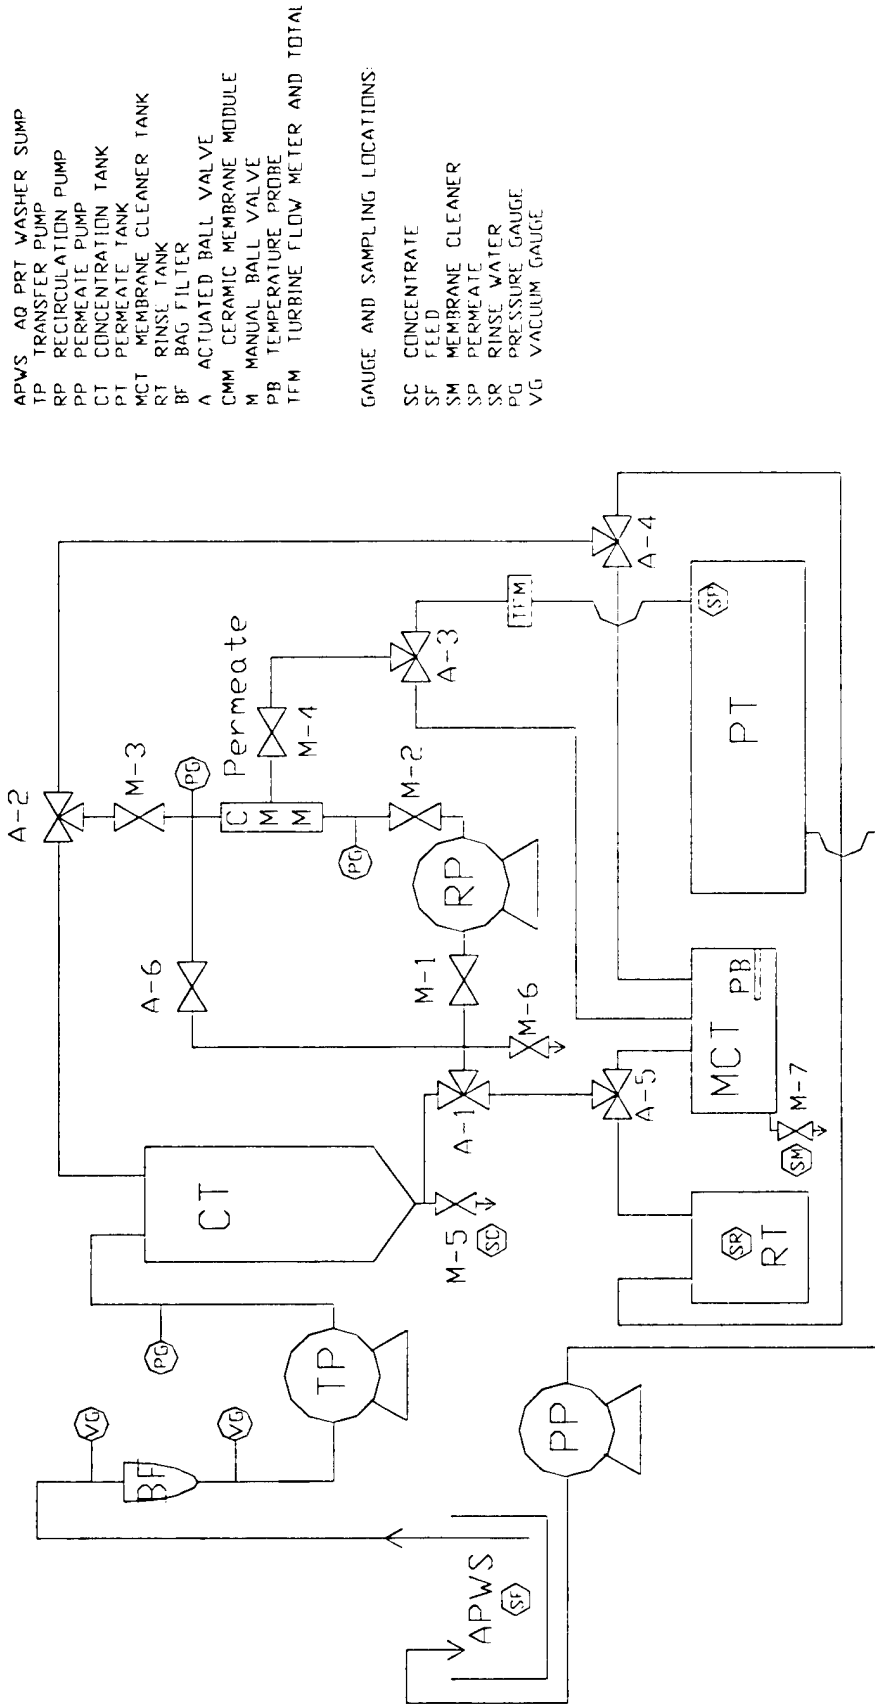 APWS AQ PRT WASHER SUMP
TP TRANSFER PUMP
RP RECIRCULATION PUMP
PP PERMEATE PUMP
CT CONCENTRATION TANK
PT PERMEATE TANK
MCT MEMBRANE CLEANER TANK
RT RINSE TANK
BF BAG FILTER
A ACTUATED BALL VALVE
CMM CERAMIC MEMBRANE MODULE
M MANUAL BALL VALVE
PB TEMPERATURE PROBE
TFM TURBINE FLOW METER AND TOTAL
GAUGE AND SAMPLING LOCATIONS:
SC CONCENTRATE
SF FEED
SM MEMBRANE CLEANER
SP PERMEATE
SR RINSE WATER
PG PRESSURE GAUGE
VG VACUUM GAUGE
A-2
M-3
PG
Permeate
CMM
M-4
A-3
TFM
A-4
SP
PT
M-2
PG
RP
A-6
M-1
M-6
A-1
A-5
MCT
PB
M-7
SM
CT
M-5
SC
SR
RT
PG
TP
VG
BF
VG
PP
APWS
SF